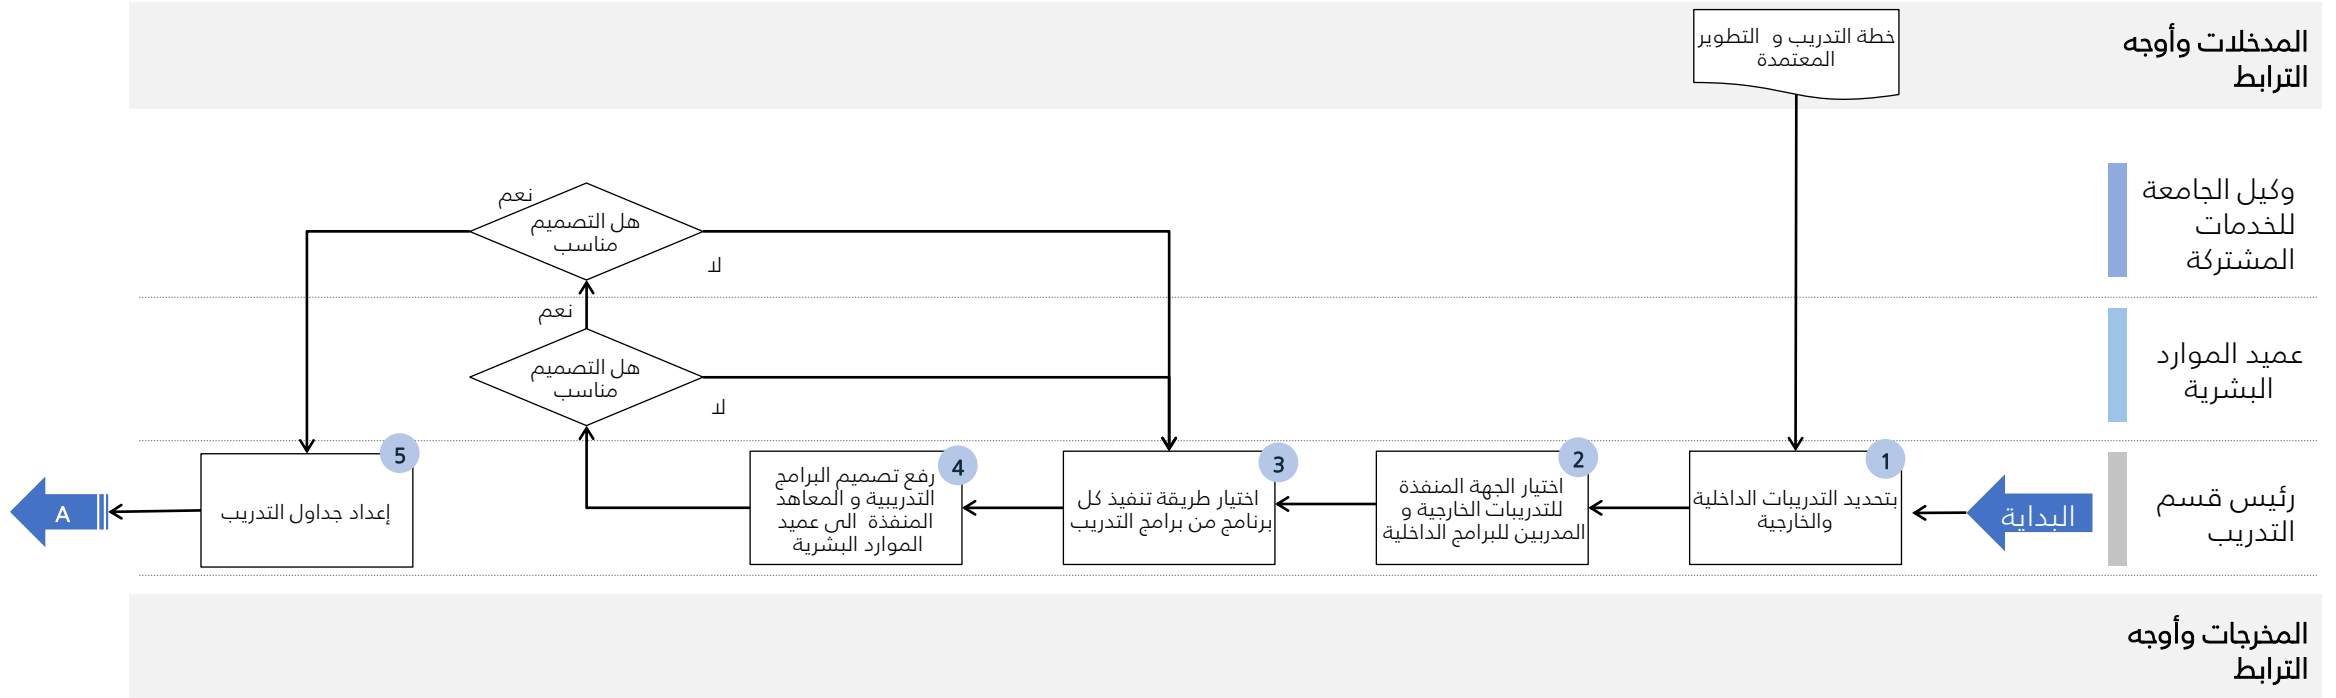 المدخلات وأوجه
الترابط
خطة التدريب و التطوير
المعتمدة
وكيل الجامعة
للخدمات
المشتركة
هل التصميم
مناسب
نعم
لا
عميد الموارد
البشرية
هل التصميم
مناسب
نعم
لا
رئيس قسم
التدريب
البداية
1
بتحديد التدريبات الداخلية
والخارجية
2
اختيار الجهة المنفذة
للتدريبات الخارجية و
المدربين للبرامج الداخلية
3
اختيار طريقة تنفيذ كل
برنامج من برامج التدريب
4
رفع تصميم البرامج
التدريبية و المعاهد
المنفذة الى عميد
الموارد البشرية
5
إعداد جداول التدريب
A
المخرجات وأوجه
الترابط